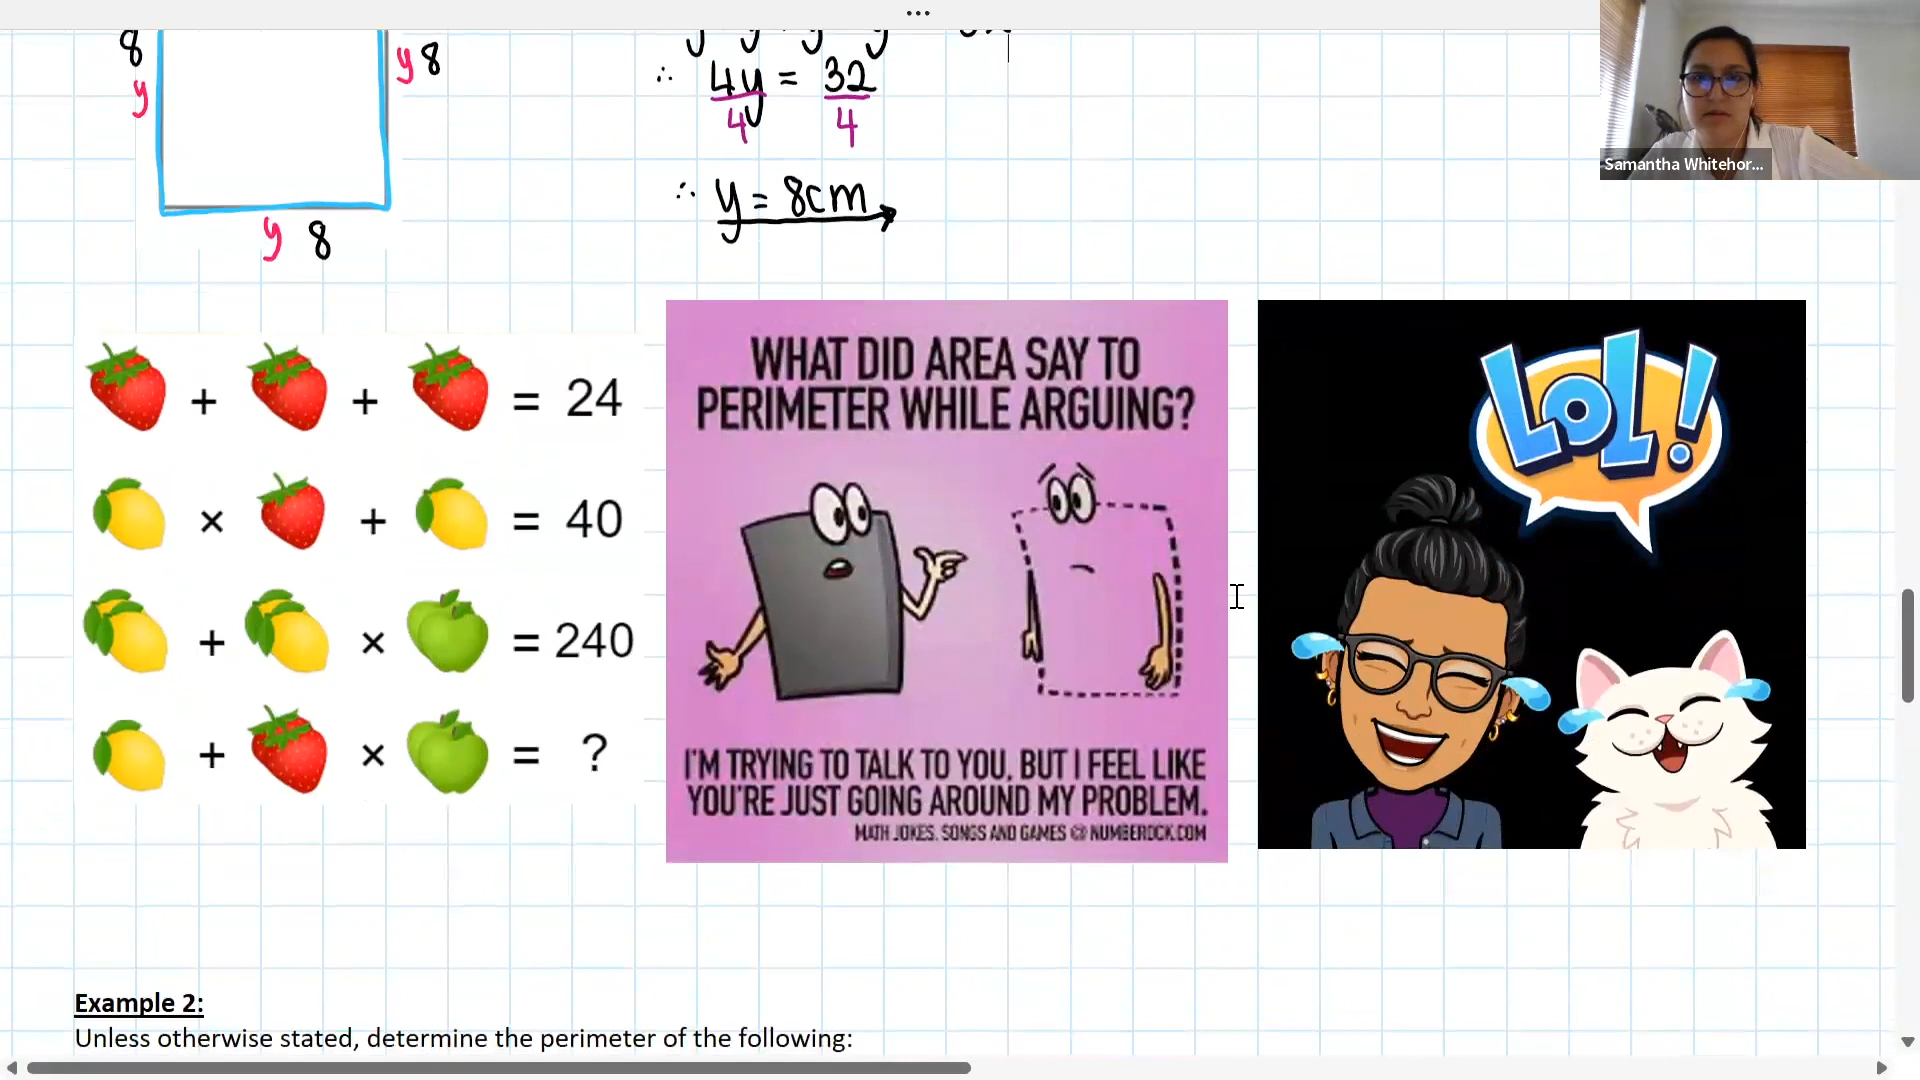 8
y
y 8
∴ 4y = 32
4 4
∴ y = 8cm
y 8
+ + = 24
× + = 40
+ × = 240
+ × = ?
WHAT DID AREA SAY TO
PERIMETER WHILE ARGUING?
I'M TRYING TO TALK TO YOU, BUT I FEEL LIKE
YOU'RE JUST GOING AROUND MY PROBLEM.
MATH JOKES, SONGS AND GAMES @ NUMBEROCK.COM
LOL!
Samantha Whitehor...
Example 2:
Unless otherwise stated, determine the perimeter of the following: